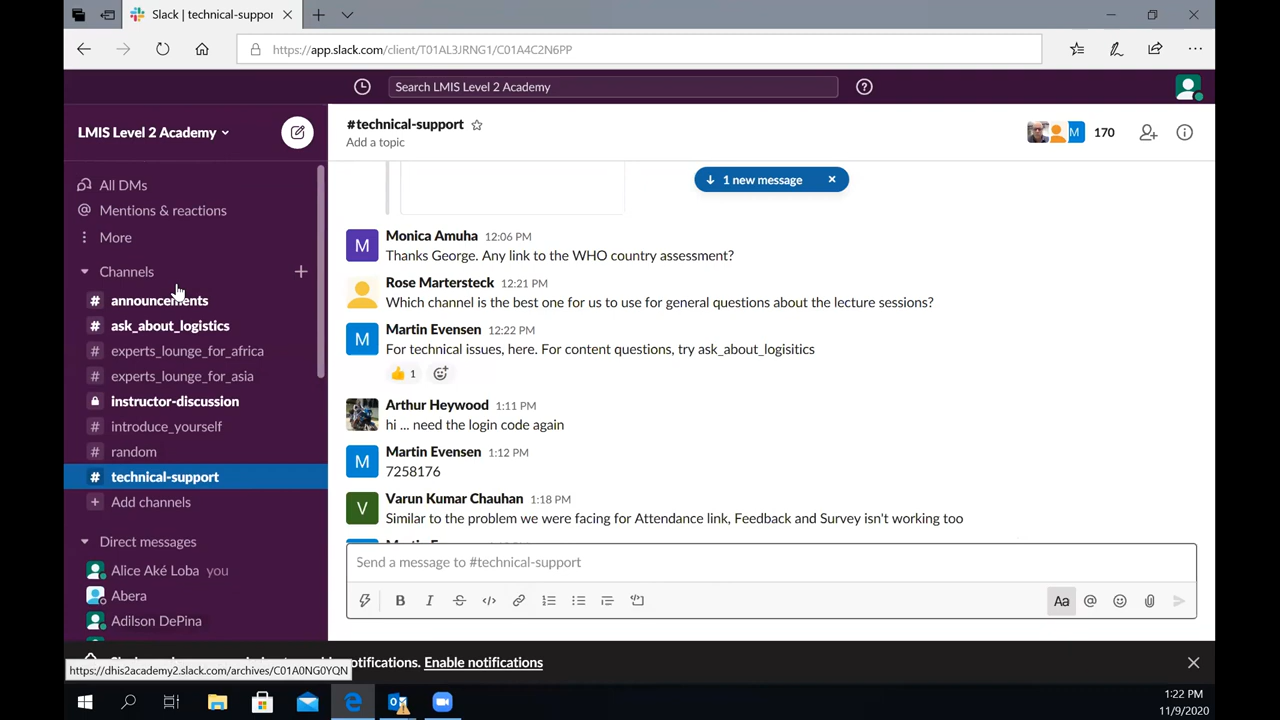 Slack | technical-suppor
https://app.slack.com/client/T01AL3JRNG1/C01A4C2N6PP
Search LMIS Level 2 Academy
LMIS Level 2 Academy
#technical-support
Add a topic
170
All DMs
Mentions & reactions
More
Channels
# announcements
# ask_about_logistics
# experts_lounge_for_africa
# experts_lounge_for_asia
instructor-discussion
# introduce_yourself
# random
# technical-support
+ Add channels
Direct messages
Alice Aké Loba you
Abera
Adilson DePina
1 new message
M Monica Amuha 12:06 PM
Thanks George. Any link to the WHO country assessment?
Rose Martersteck 12:21 PM
Which channel is the best one for us to use for general questions about the lecture sessions?
M Martin Evensen 12:22 PM
For technical issues, here. For content questions, try ask_about_logisitics
1
Arthur Heywood 1:11 PM
hi ... need the login code again
M Martin Evensen 1:12 PM
7258176
V Varun Kumar Chauhan 1:18 PM
Similar to the problem we were facing for Attendance link, Feedback and Survey isn't working too
Send a message to #technical-support
Aa
notifications. Enable notifications
https://dhis2academy2.slack.com/archives/C01A0NG0YQN
1:22 PM
11/9/2020